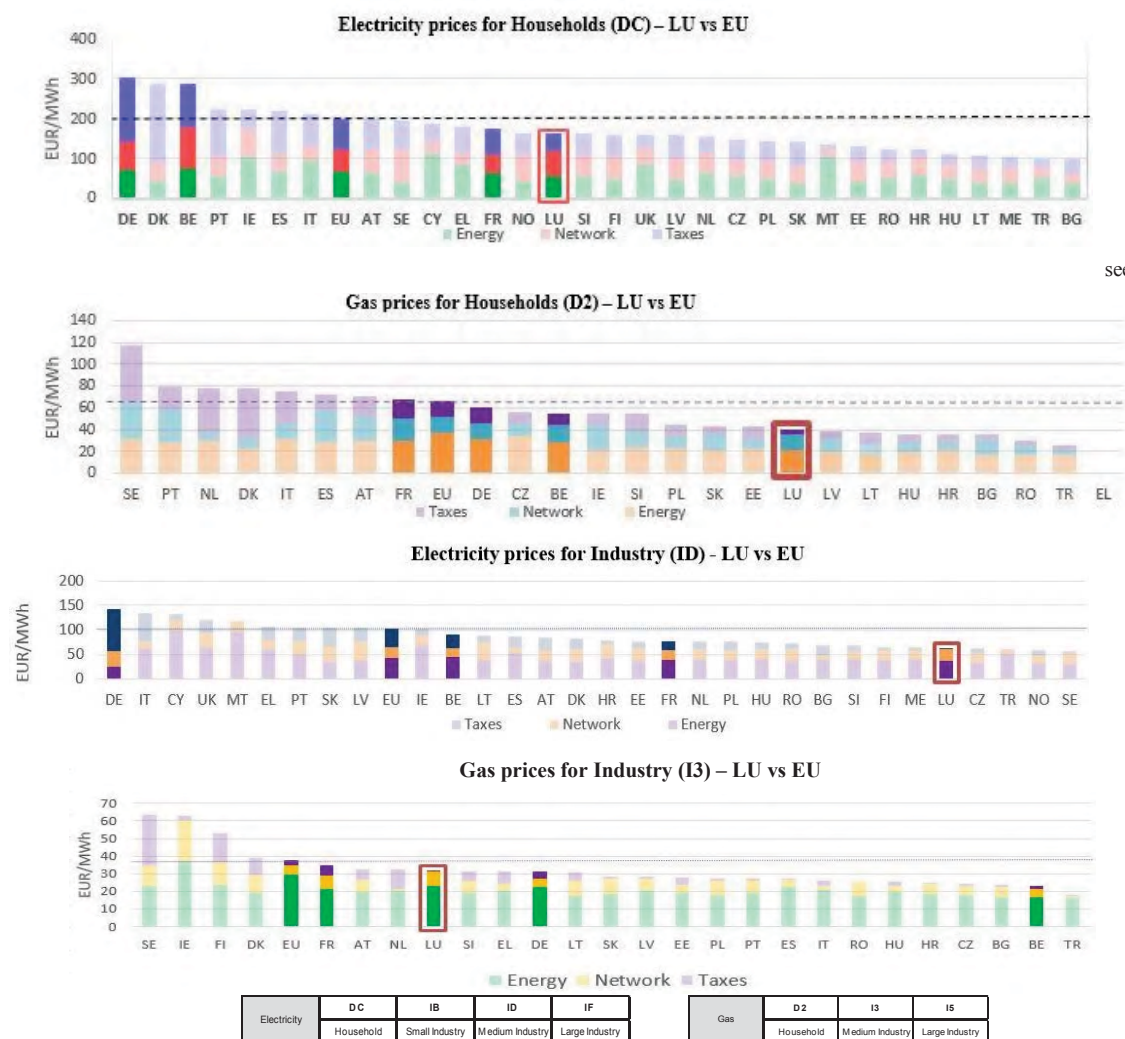 Electricity prices for Households (DC) – LU vs EU
400
300
200
100
0
EUR/MWh
DE DK BE PT IE ES IT EU AT SE CY EL FR NO LU SI FI UK LV NL CZ PL SK MT EE RO HR HU LT ME TR BG
Energy Network Taxes
see
Gas prices for Households (D2) – LU vs EU
140
120
100
80
60
40
20
0
EUR/MWh
SE PT NL DK IT ES AT FR EU DE CZ BE IE SI PL SK EE LU LV LT HU HR BG RO TR EL
Taxes Network Energy
Electricity prices for Industry (ID) - LU vs EU
200
150
100
50
0
EUR/MWh
DE IT CY UK MT EL PT SK LV EU IE BE LT ES AT DK HR EE FR NL PL HU RO BG SI FI ME LU CZ TR NO SE
Taxes Network Energy
Gas prices for Industry (I3) – LU vs EU
70
60
50
40
30
20
10
0
EUR/MWh
SE IE FI DK EU FR AT NL LU SI EL DE LT SK LV EE PL PT ES IT RO HU HR CZ BG BE TR
Energy Network Taxes
Electricity DC IB ID IF
Household Small Industry Medium Industry Large Industry
Gas D2 I3 I5
Household Medium Industry Large Industry